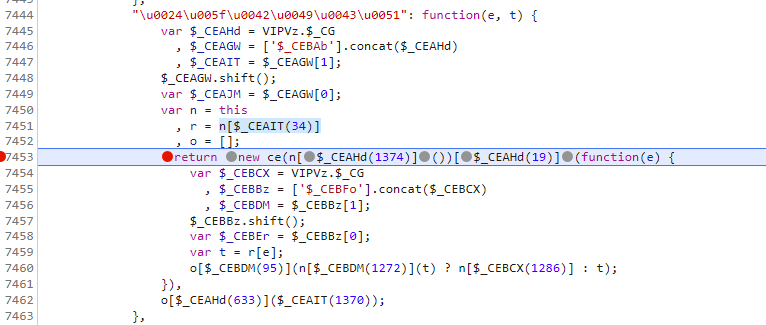 7444 "\u0024\u005f\u0042\u0049\u0043\u0051": function(e, t) {
7445 var $_CEAHd = VIPVz.$_CG
7446 , $_CEAGW = ['$_CEBAb'].concat($_CEAHd)
7447 , $_CEAIT = $_CEAGW[1];
7448 $_CEAGW.shift();
7449 var $_CEAJM = $_CEAGW[0];
7450 var n = this
7451 , r = n[$_CEAIT(34)]
7452 , o = [];
7453 return new ce(n[$_CEAHd(1374)]())[$_CEAHd(19)](function(e) {
7454 var $_CEBCX = VIPVz.$_CG
7455 , $_CEBBz = ['$_CEBFo'].concat($_CEBCX)
7456 , $_CEBDM = $_CEBBz[1];
7457 $_CEBBz.shift();
7458 var $_CEBEr = $_CEBBz[0];
7459 var t = r[e];
7460 o[$_CEBDM(95)](n[$_CEBDM(1272)](t) ? n[$_CEBCX(1286)] : t);
7461 }),
7462 o[$_CEAHd(633)]($_CEAIT(1370));
7463 },